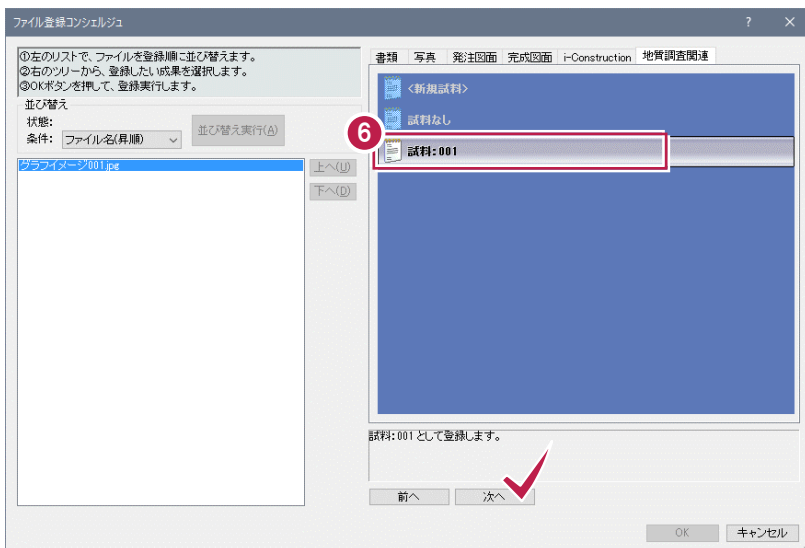 ファイル登録コンシェルジュ
①左のリストで、ファイルを登録順に並び替えます。
②右のツリーから、登録したい成果を選択します。
③OKボタンを押して、登録実行します。
並び替え
状態:
条件: ファイル名(昇順)
並び替え実行(A)
グラフイメージ001.jpg
上へ(U)
下へ(D)
書類 写真 発注図面 完成図面 i-Construction 地質調査関連
<新規試料>
試料なし
6
試料:001
試料:001として登録します。
前へ 次へ
OK キャンセル